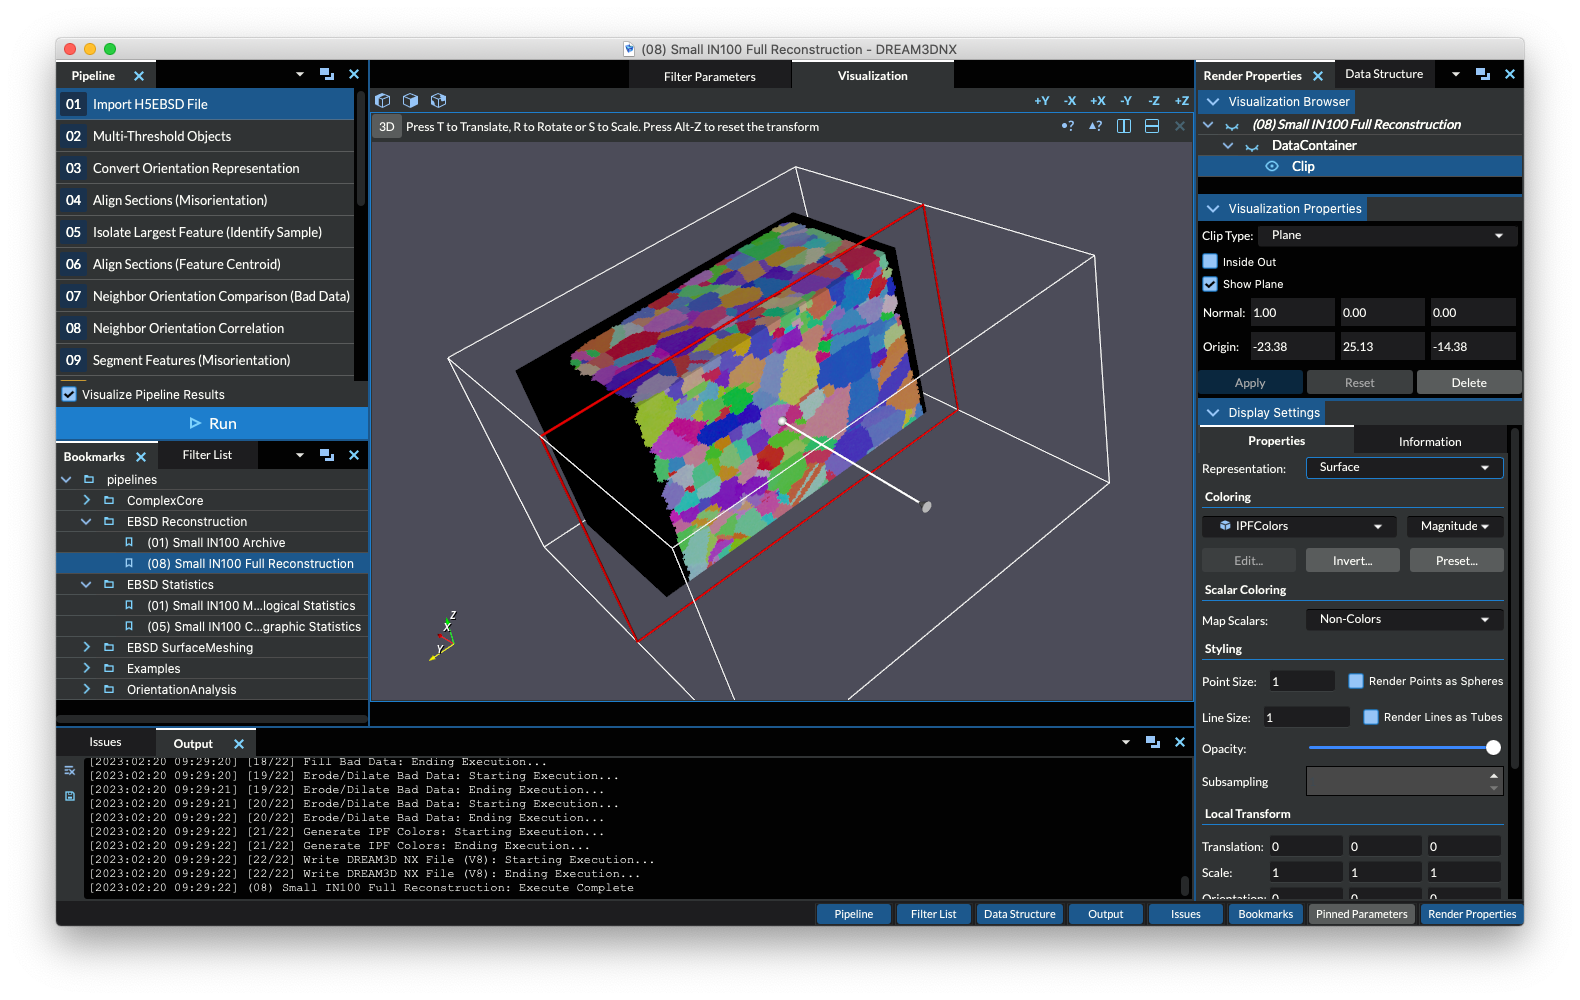 (08) Small IN100 Full Reconstruction - DREAM3DNX
Pipeline
01 Import H5EBSD File
02 Multi-Threshold Objects
03 Convert Orientation Representation
04 Align Sections (Misorientation)
05 Isolate Largest Feature (Identify Sample)
06 Align Sections (Feature Centroid)
07 Neighbor Orientation Comparison (Bad Data)
08 Neighbor Orientation Correlation
09 Segment Features (Misorientation)
Visualize Pipeline Results
Run
Bookmarks Filter List
pipelines
ComplexCore
EBSD Reconstruction
(01) Small IN100 Archive
(08) Small IN100 Full Reconstruction
EBSD Statistics
(01) Small IN100 M...logical Statistics
(05) Small IN100 C...graphic Statistics
EBSD SurfaceMeshing
Examples
OrientationAnalysis
Filter Parameters Visualization
+Y -X +X -Y -Z +Z
3D Press T to Translate, R to Rotate or S to Scale. Press Alt-Z to reset the transform
Z
X
Y
Render Properties Data Structure
Visualization Browser
(08) Small IN100 Full Reconstruction
DataContainer
Clip
Visualization Properties
Clip Type: Plane
Inside Out
Show Plane
Normal: 1.00 0.00 0.00
Origin: -23.38 25.13 -14.38
Apply Reset Delete
Display Settings
Properties Information
Representation: Surface
Coloring
IPFColors Magnitude
Edit... Invert... Preset...
Scalar Coloring
Map Scalars: Non-Colors
Styling
Point Size: 1 Render Points as Spheres
Line Size: 1 Render Lines as Tubes
Opacity:
Subsampling
Local Transform
Translation: 0 0 0
Scale: 1 1 1
Orientation: 0 0 0
Issues Output
[2023:02:20 09:29:20] [18/22] Fill Bad Data: Ending Execution...
[2023:02:20 09:29:20] [19/22] Erode/Dilate Bad Data: Starting Execution...
[2023:02:20 09:29:21] [19/22] Erode/Dilate Bad Data: Ending Execution...
[2023:02:20 09:29:21] [20/22] Erode/Dilate Bad Data: Starting Execution...
[2023:02:20 09:29:22] [20/22] Erode/Dilate Bad Data: Ending Execution...
[2023:02:20 09:29:22] [21/22] Generate IPF Colors: Starting Execution...
[2023:02:20 09:29:22] [21/22] Generate IPF Colors: Ending Execution...
[2023:02:20 09:29:22] [22/22] Write DREAM3D NX File (V8): Starting Execution...
[2023:02:20 09:29:22] [22/22] Write DREAM3D NX File (V8): Ending Execution...
[2023:02:20 09:29:22] (08) Small IN100 Full Reconstruction: Execute Complete
Pipeline Filter List Data Structure Output Issues Bookmarks Pinned Parameters Render Properties